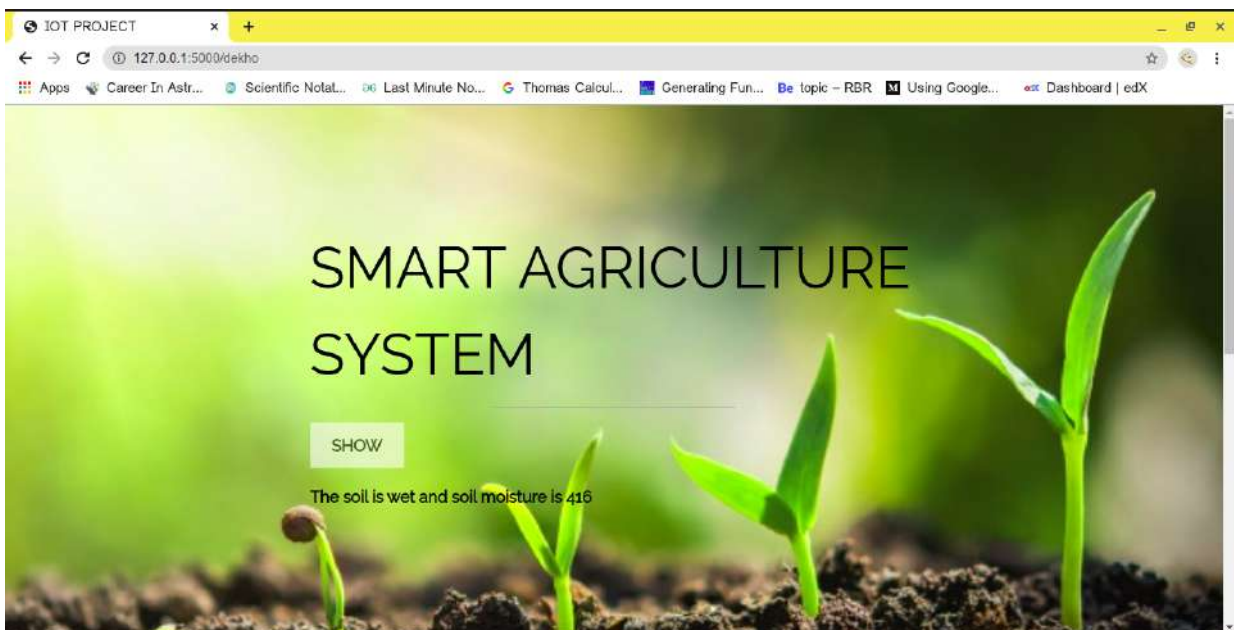 IOT PROJECT
127.0.0.1:5000/dekho
Apps Career In Astr... Scientific Notat... Last Minute No... Thomas Calcul... Generating Fun... Be topic – RBR M Using Google... edX Dashboard | edX
SMART AGRICULTURE
SYSTEM
SHOW
The soil is wet and soil moisture is 416